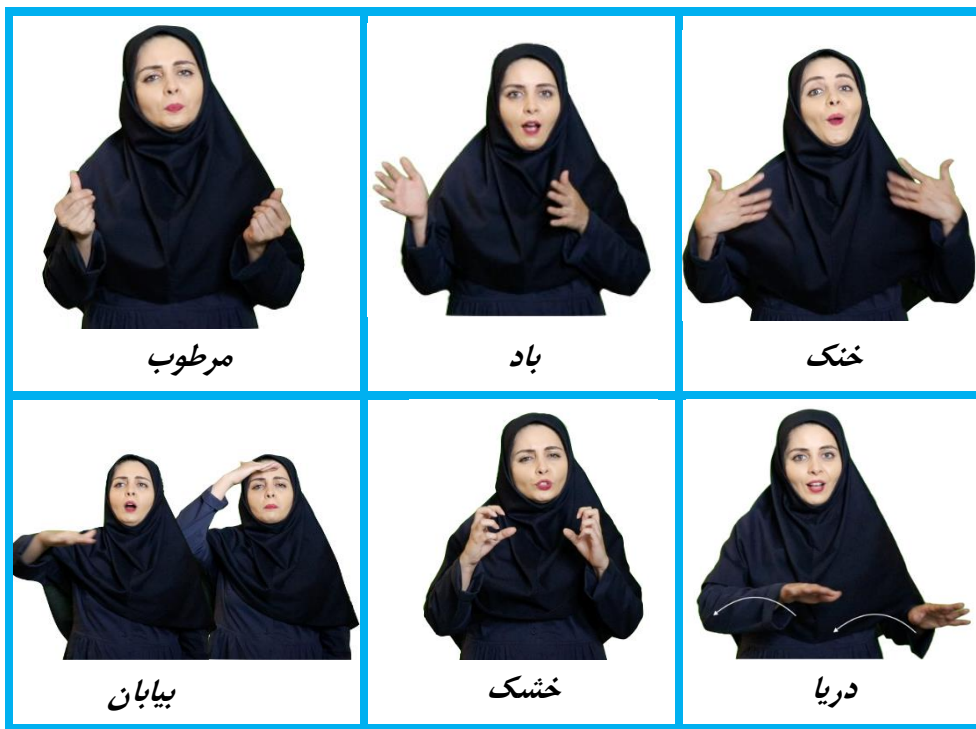 خنک
باد
مرطوب
دریا
خشک
بیابان